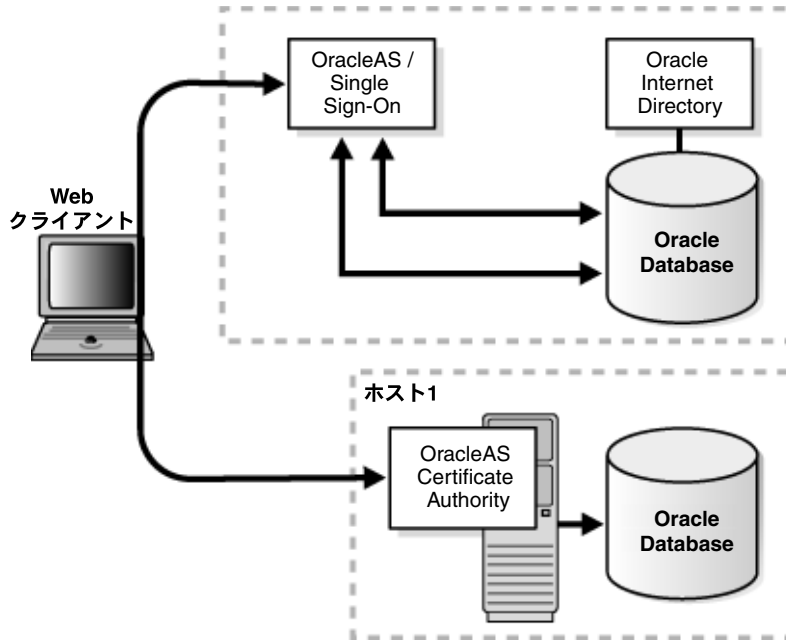 OracleAS /
Single
Sign-On
Oracle
Internet
Directory
Web
クライアント
Oracle
Database
ホスト1
OracleAS
Certificate
Authority
Oracle
Database